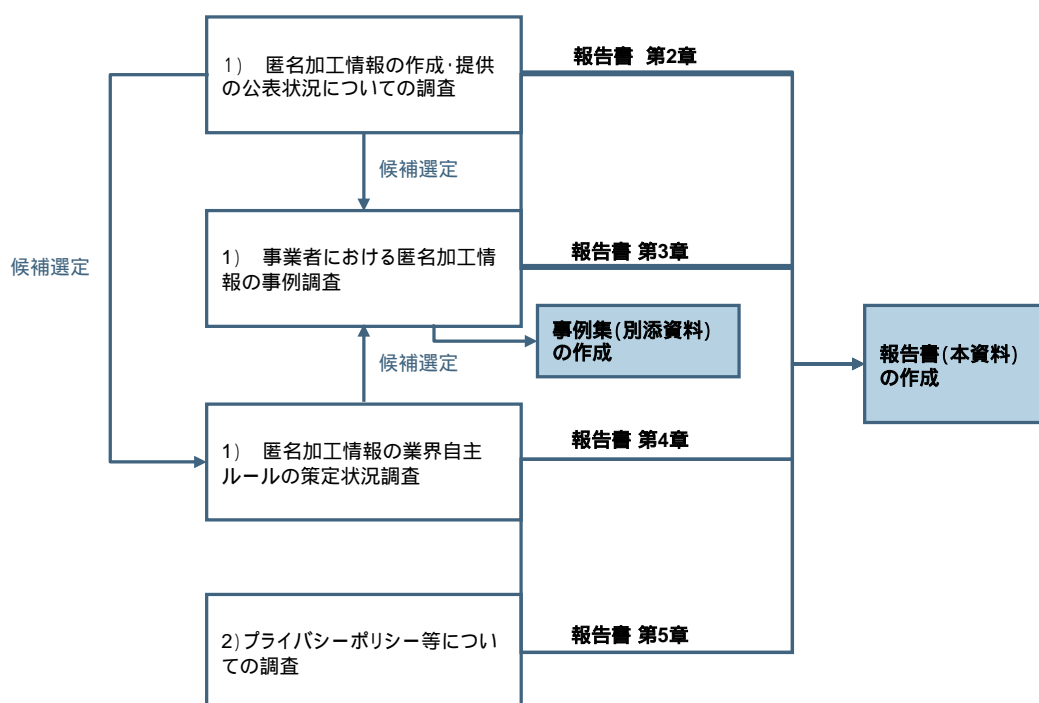 1) 匿名加工情報の作成･提供
の公表状況についての調査
報告書 第2章
候補選定
候補選定
1) 事業者における匿名加工情
報の事例調査
報告書 第3章
事例集(別添資料)
の作成
報告書(本資料)
の作成
候補選定
1) 匿名加工情報の業界自主
ルールの策定状況調査
報告書 第4章
2)プライバシーポリシー等につい
ての調査
報告書 第5章